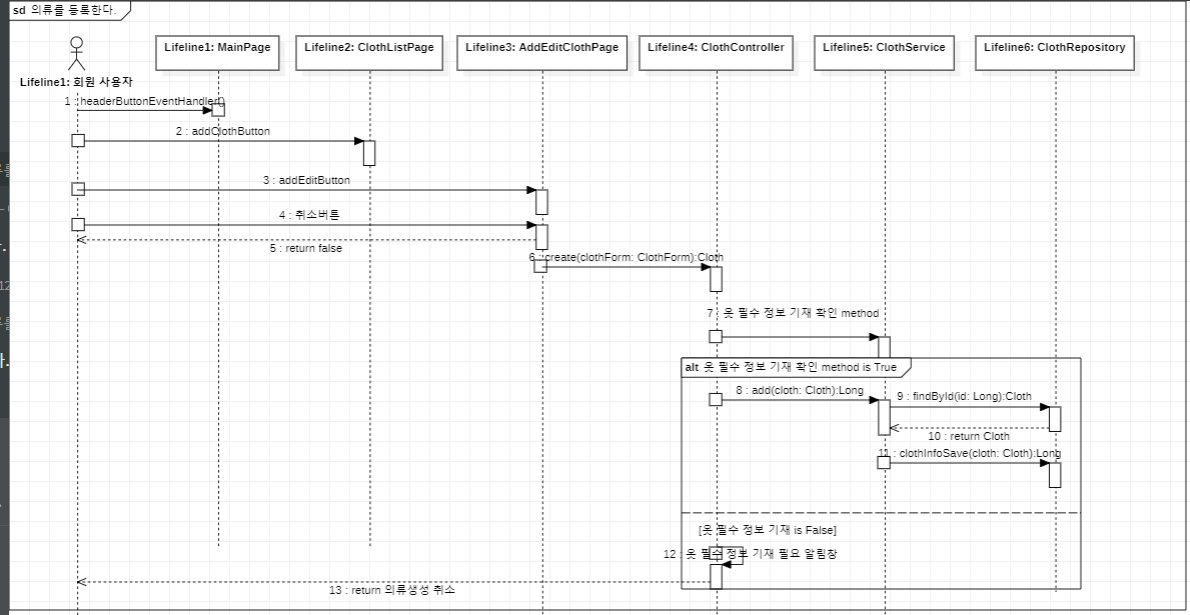 sd 의류를 등록한다.
Lifeline1: MainPage
Lifeline2: ClothListPage
Lifeline3: AddEditClothPage
Lifeline4: ClothController
Lifeline5: ClothService
Lifeline6: ClothRepository
Lifeline1: 회원 사용자
1 : headerButtonEventHandler()
2 : addClothButton
3 : addEditButton
4 : 취소버튼
5 : return false
6 : create(clothForm: ClothForm):Cloth
7 : 옷 필수 정보 기재 확인 method
alt 옷 필수 정보 기재 확인 method is True
8 : add(cloth: Cloth):Long
9 : findById(id: Long):Cloth
10 : return Cloth
11 : clothInfoSave(cloth: Cloth):Long
[옷 필수 정보 기재 is False]
12 : 옷 필수 정보 기재 필요 알림창
13 : return 의류생성 취소